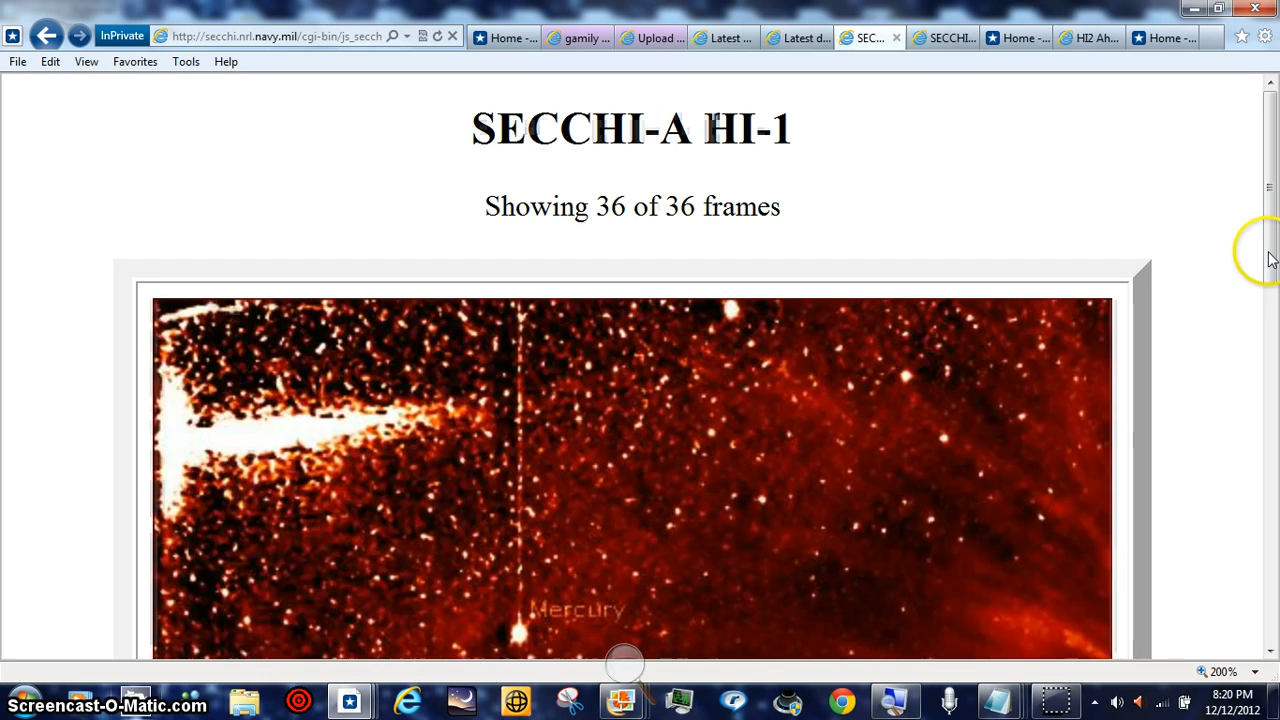 InPrivate
http://secchi.nrl.navy.mil/cgi-bin/js_secch
Home -...
gamily ...
Upload ...
Latest ...
Latest d...
SEC...
SECCHI...
Home -...
HI2 Ah...
Home -...
File Edit View Favorites Tools Help
SECCHI-A HI-1
Showing 36 of 36 frames
Mercury
200%
Screencast-O-Matic.com
8:20 PM
12/12/2012